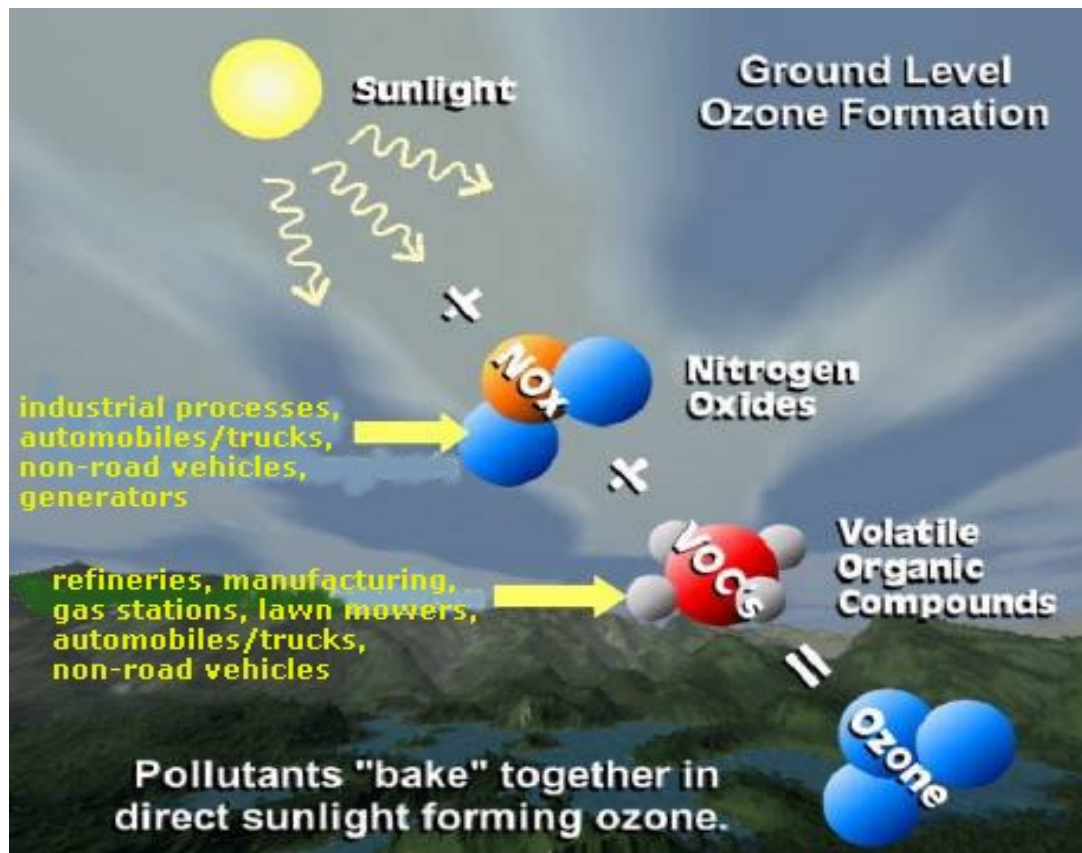 Sunlight
Ground Level
Ozone Formation
+
NOx
Nitrogen
Oxides
industrial processes,
automobiles/trucks,
non-road vehicles,
generators
+
VOCs
Volatile
Organic
Compounds
refineries, manufacturing,
gas stations, lawn mowers,
automobiles/trucks,
non-road vehicles
=
Ozone
Pollutants "bake" together in
direct sunlight forming ozone.